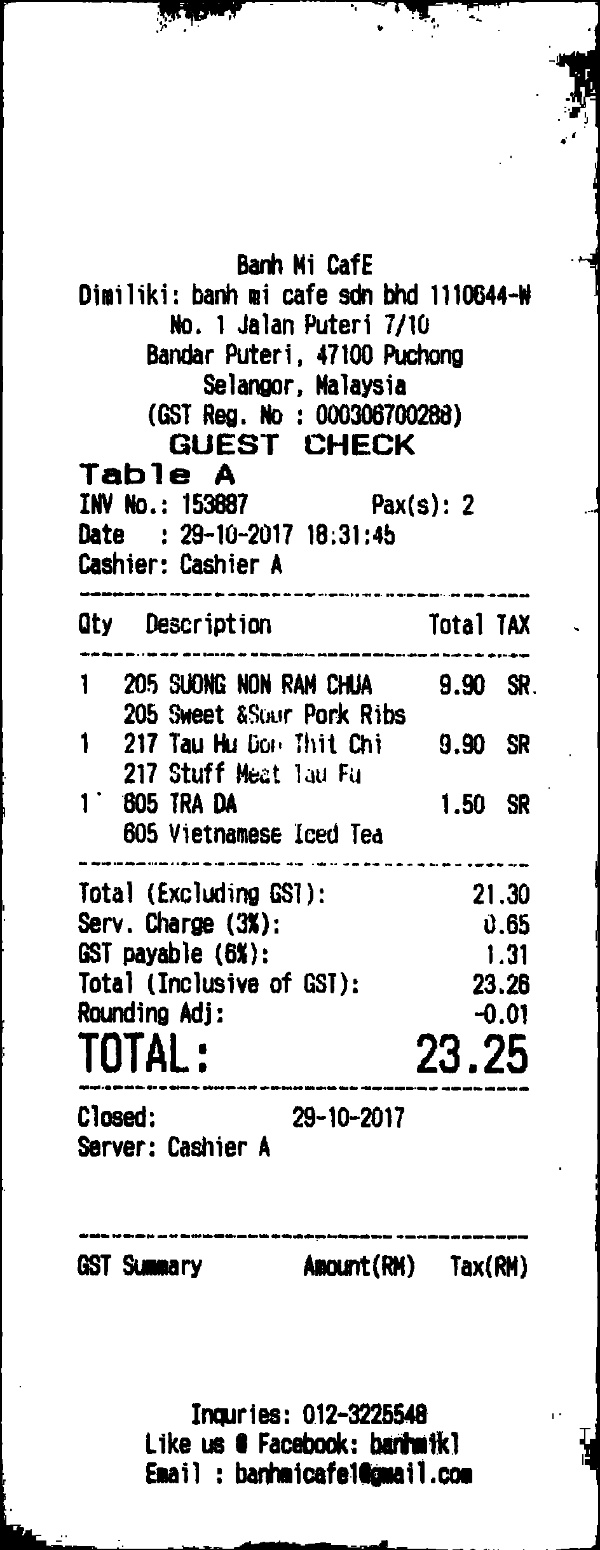 Banh Mi CafE
Dimiliki: banh mi cafe sdn bhd 1110644-W
No. 1 Jalan Puteri 7/10
Bandar Puteri, 47100 Puchong
Selangor, Malaysia
(GST Reg. No : 000306700288)
GUEST CHECK
Table A
INV No.: 153887 Pax(s): 2
Date : 29-10-2017 18:31:45
Cashier: Cashier A
Qty Description Total TAX
1 205 SUONG NON RAM CHUA 9.90 SR
205 Sweet &Sour Pork Ribs
1 217 Tau Hu Don Thit Chi 9.90 SR
217 Stuff Meat Tau Fu
1 605 TRA DA 1.50 SR
605 Vietnamese Iced Tea
Total (Excluding GST): 21.30
Serv. Charge (3%): 0.65
GST payable (6%): 1.31
Total (Inclusive of GST): 23.26
Rounding Adj: -0.01
TOTAL: 23.25
Closed: 29-10-2017
Server: Cashier A
GST Summary Amount(RM) Tax(RM)
Inquries: 012-3225548
Like us @ Facebook: banhmikl
Email : banhmicafe1@gmail.com